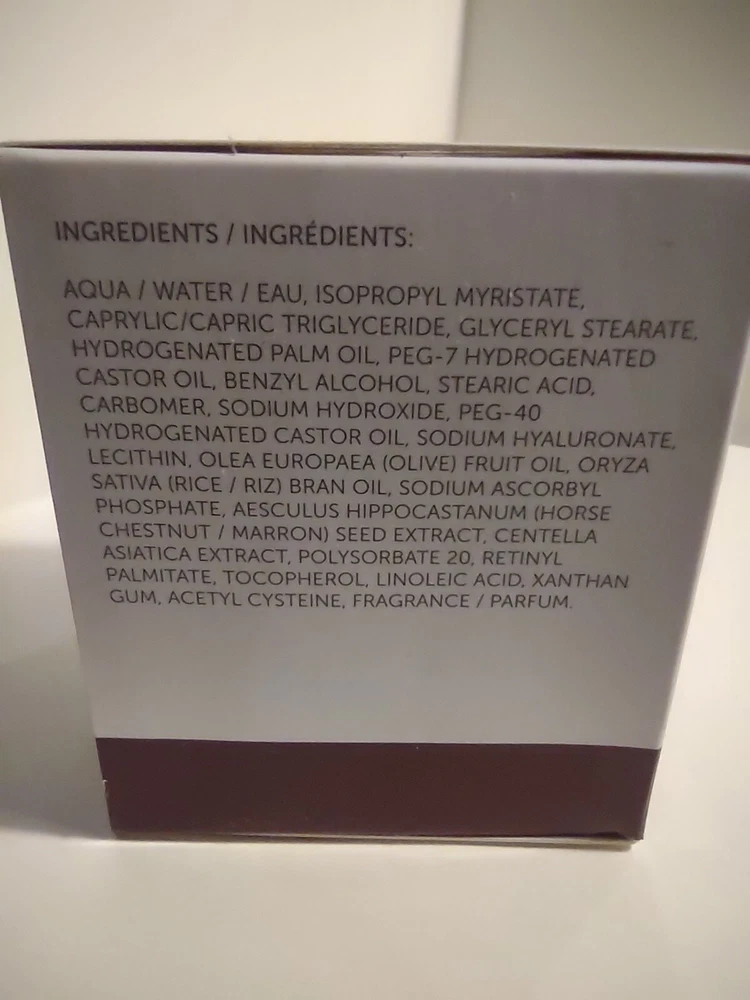 INGREDIENTS / INGRÉDIENTS:
AQUA / WATER / EAU, ISOPROPYL MYRISTATE,
CAPRYLIC/CAPRIC TRIGLYCERIDE, GLYCERYL STEARATE,
HYDROGENATED PALM OIL, PEG-7 HYDROGENATED
CASTOR OIL, BENZYL ALCOHOL, STEARIC ACID,
CARBOMER, SODIUM HYDROXIDE, PEG-40
HYDROGENATED CASTOR OIL, SODIUM HYALURONATE,
LECITHIN, OLEA EUROPAEA (OLIVE) FRUIT OIL, ORYZA
SATIVA (RICE / RIZ) BRAN OIL, SODIUM ASCORBYL
PHOSPHATE, AESCULUS HIPPOCASTANUM (HORSE
CHESTNUT / MARRON) SEED EXTRACT, CENTELLA
ASIATICA EXTRACT, POLYSORBATE 20, RETINYL
PALMITATE, TOCOPHEROL, LINOLEIC ACID, XANTHAN
GUM, ACETYL CYSTEINE, FRAGRANCE / PARFUM.